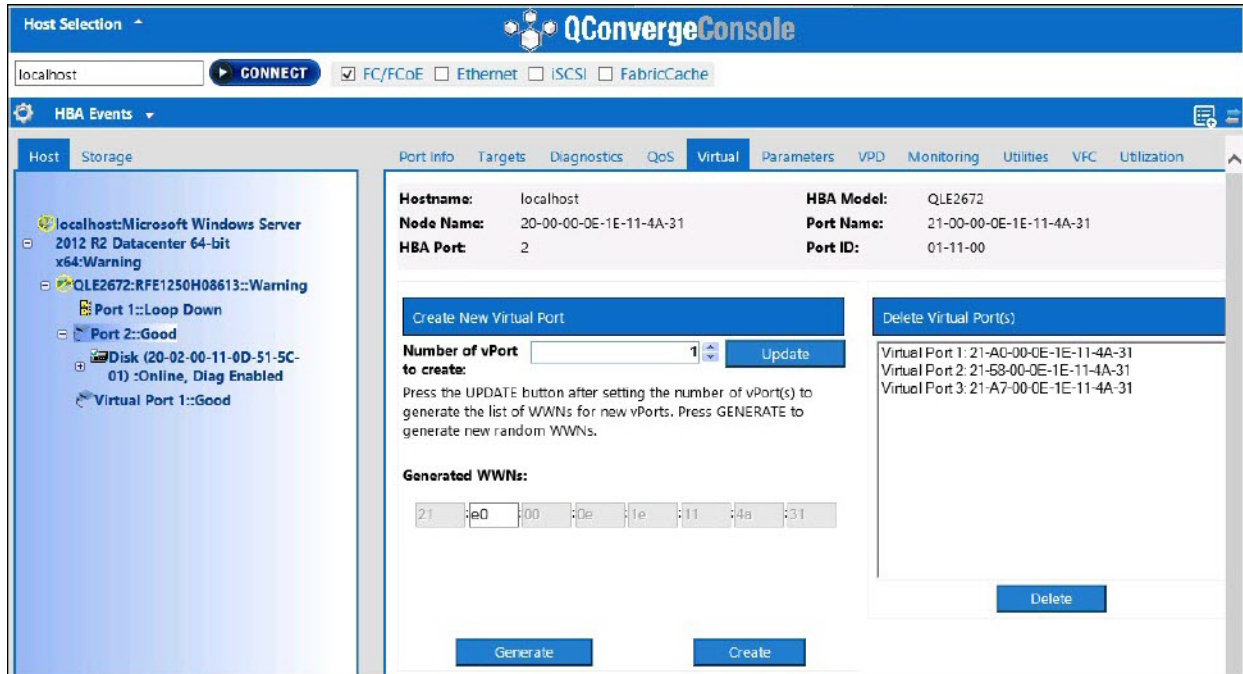 Host Selection
QConvergeConsole
localhost
CONNECT
FC/FCoE
Ethernet
iSCSI
FabricCache
HBA Events
Host Storage
Port Info Targets Diagnostics QoS Virtual Parameters VPD Monitoring Utilities VFC Utilization
localhost:Microsoft Windows Server
2012 R2 Datacenter 64-bit
x64:Warning
QLE2672:RFE1250H08613::Warning
Port 1::Loop Down
Port 2::Good
Disk (20-02-00-11-0D-51-5C-
01) :Online, Diag Enabled
Virtual Port 1::Good
Hostname: localhost HBA Model: QLE2672
Node Name: 20-00-00-0E-1E-11-4A-31 Port Name: 21-00-00-0E-1E-11-4A-31
HBA Port: 2 Port ID: 01-11-00
Create New Virtual Port
Number of vPort 1 Update
to create:
Press the UPDATE button after setting the number of vPort(s) to
generate the list of WWNs for new vPorts. Press GENERATE to
generate new random WWNs.
Generated WWNs:
21 :e0 :00 :0e :1e :11 :4a :31
Generate Create
Delete Virtual Port(s)
Virtual Port 1: 21-A0-00-0E-1E-11-4A-31
Virtual Port 2: 21-58-00-0E-1E-11-4A-31
Virtual Port 3: 21-A7-00-0E-1E-11-4A-31
Delete